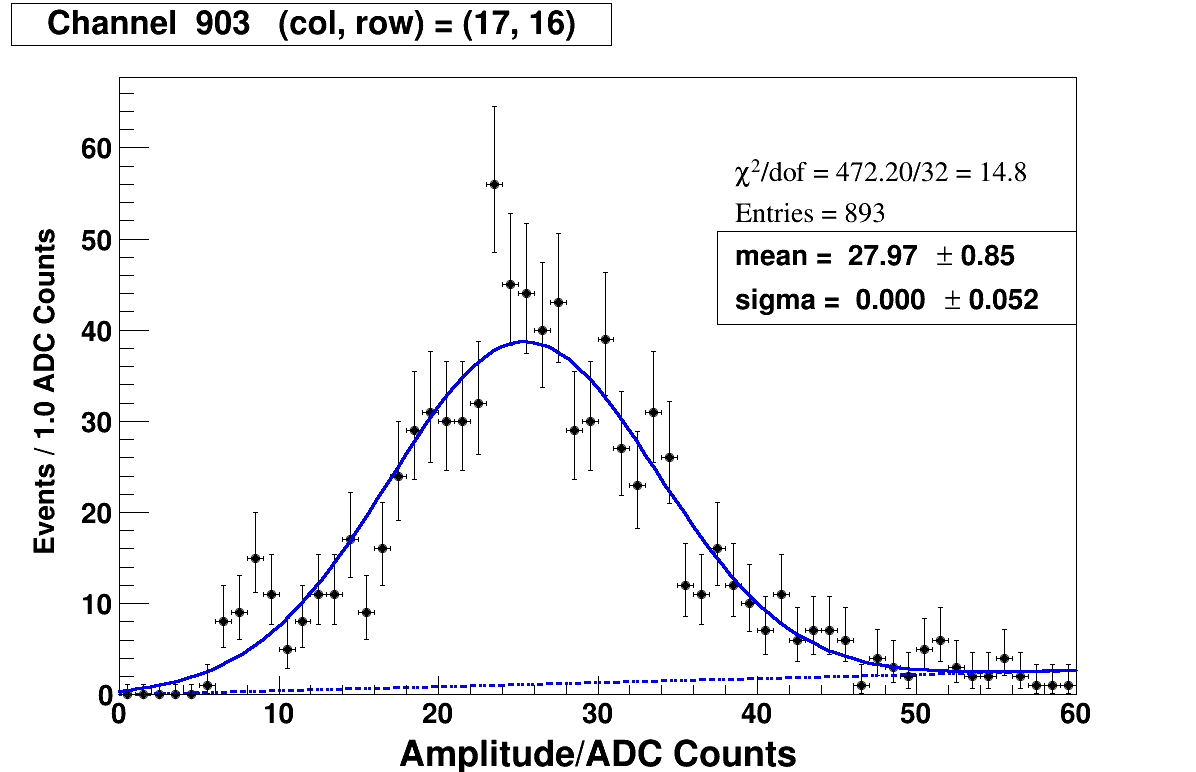 Channel 903 (col, row) = (17, 16)
χ²/dof = 472.20/32 = 14.8
Entries = 893
mean = 27.97 ± 0.85
sigma = 0.000 ± 0.052
Events / 1.0 ADC Counts
60
50
40
30
20
10
0
0 10 20 30 40 50 60
Amplitude/ADC Counts